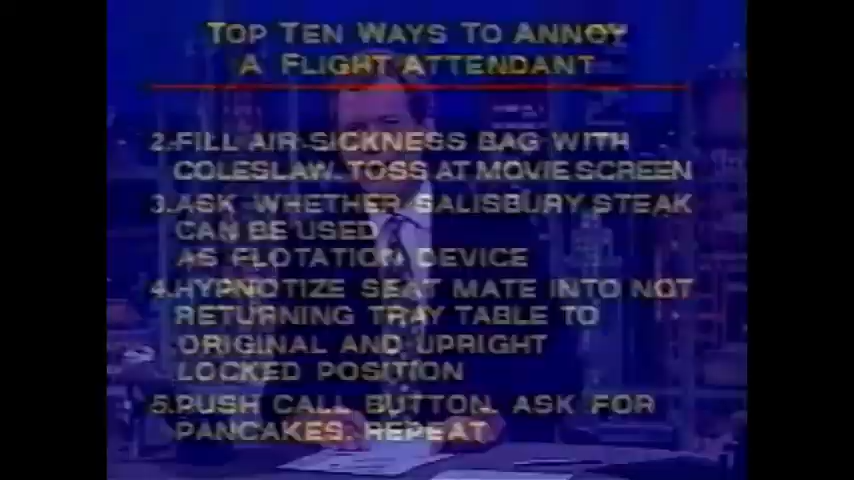 TOP TEN WAYS TO ANNOY
A FLIGHT ATTENDANT
2. FILL AIR-SICKNESS BAG WITH
COLESLAW. TOSS AT MOVIE SCREEN
3. ASK WHETHER SALISBURY STEAK
CAN BE USED
AS FLOTATION DEVICE
4. HYPNOTIZE SEAT MATE INTO NOT
RETURNING TRAY TABLE TO
ORIGINAL AND UPRIGHT
LOCKED POSITION
5. PUSH CALL BUTTON. ASK FOR
PANCAKES. REPEAT